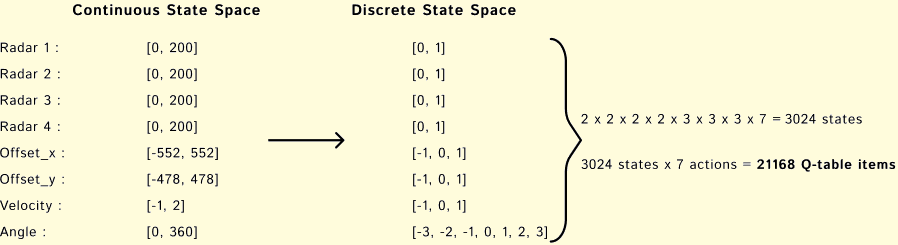 Continuous State Space Discrete State Space
Radar 1 : [0, 200] [0, 1]
Radar 2 : [0, 200] [0, 1]
Radar 3 : [0, 200] [0, 1]
Radar 4 : [0, 200] [0, 1]
Offset_x : [-552, 552] [-1, 0, 1]
Offset_y : [-478, 478] [-1, 0, 1]
Velocity : [-1, 2] [-1, 0, 1]
Angle : [0, 360] [-3, -2, -1, 0, 1, 2, 3]
2 x 2 x 2 x 2 x 3 x 3 x 3 x 7 = 3024 states
3024 states x 7 actions = 21168 Q-table items